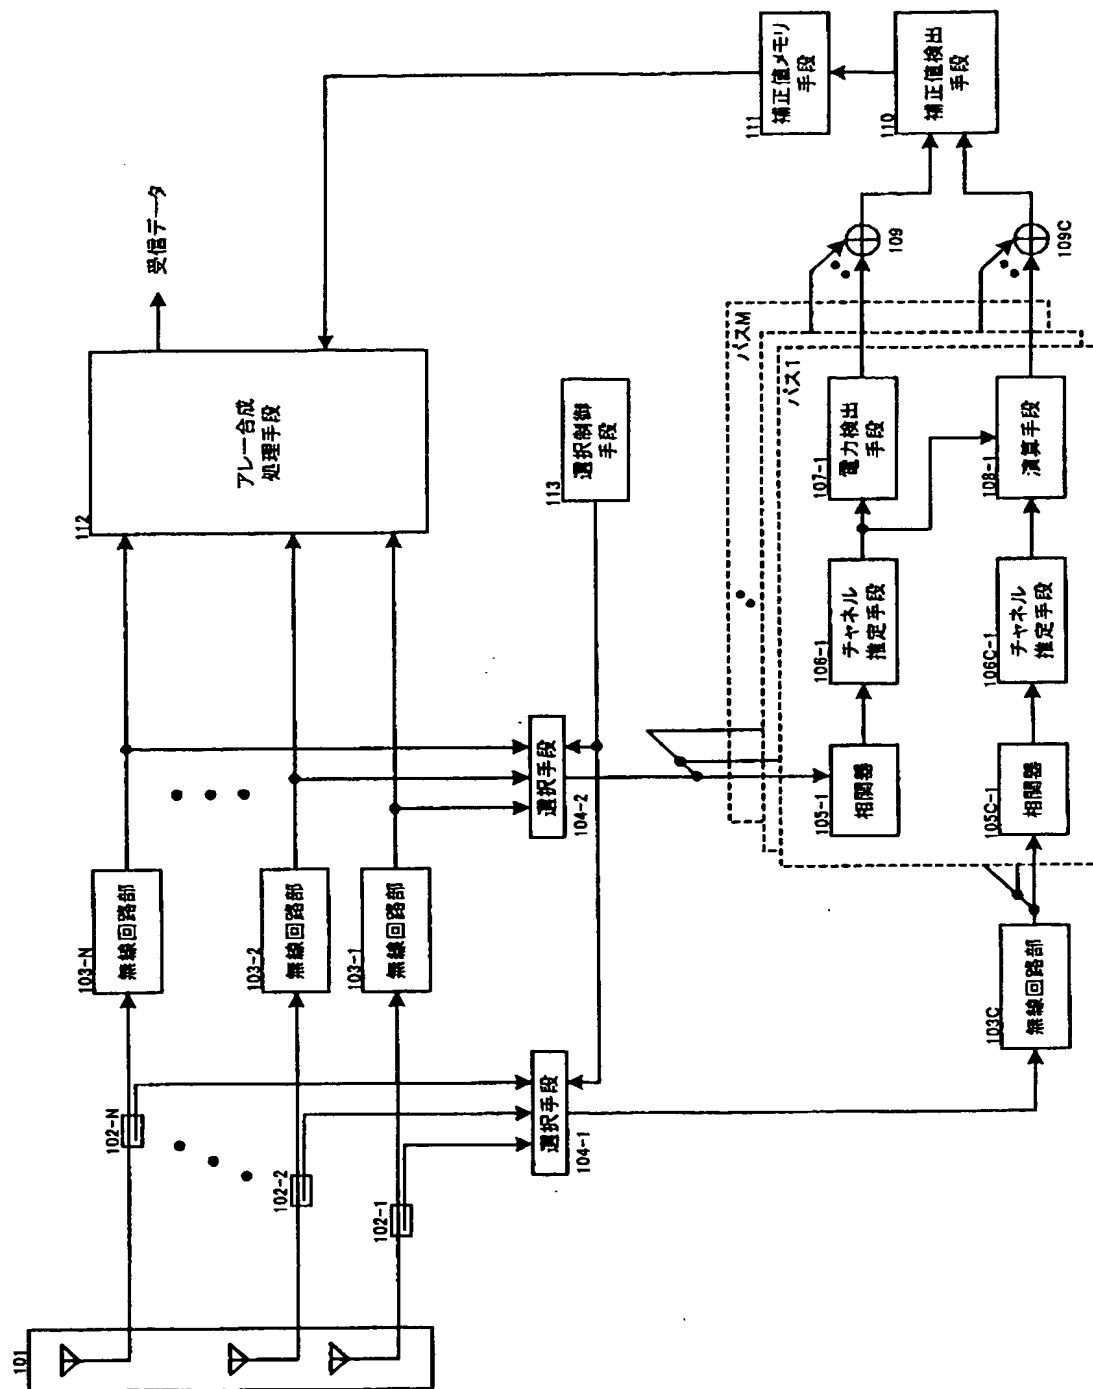 101
102-N
102-2
102-1
103-N
無線回路部
103-2
無線回路部
103-1
無線回路部
112
アレー合成
処理手段
受信データ
選択手段
104-1
選択手段
104-2
113
選択制御
手段
111
補正値メモリ
手段
110
補正値検出
手段
103C
無線回路部
パスM
パス1
105-1
相関器
106-1
チャネル
推定手段
107-1
電力検出
手段
109
105C-1
相関器
106C-1
チャネル
推定手段
108-1
演算手段
109C